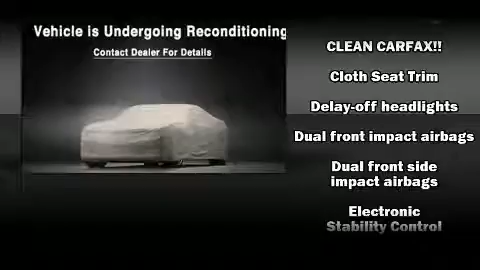 Vehicle is Undergoing Reconditioning
Contact Dealer For Details
CLEAN CARFAX!!
Cloth Seat Trim
Delay-off headlights
Dual front impact airbags
Dual front side
impact airbags
Electronic
Stability Control